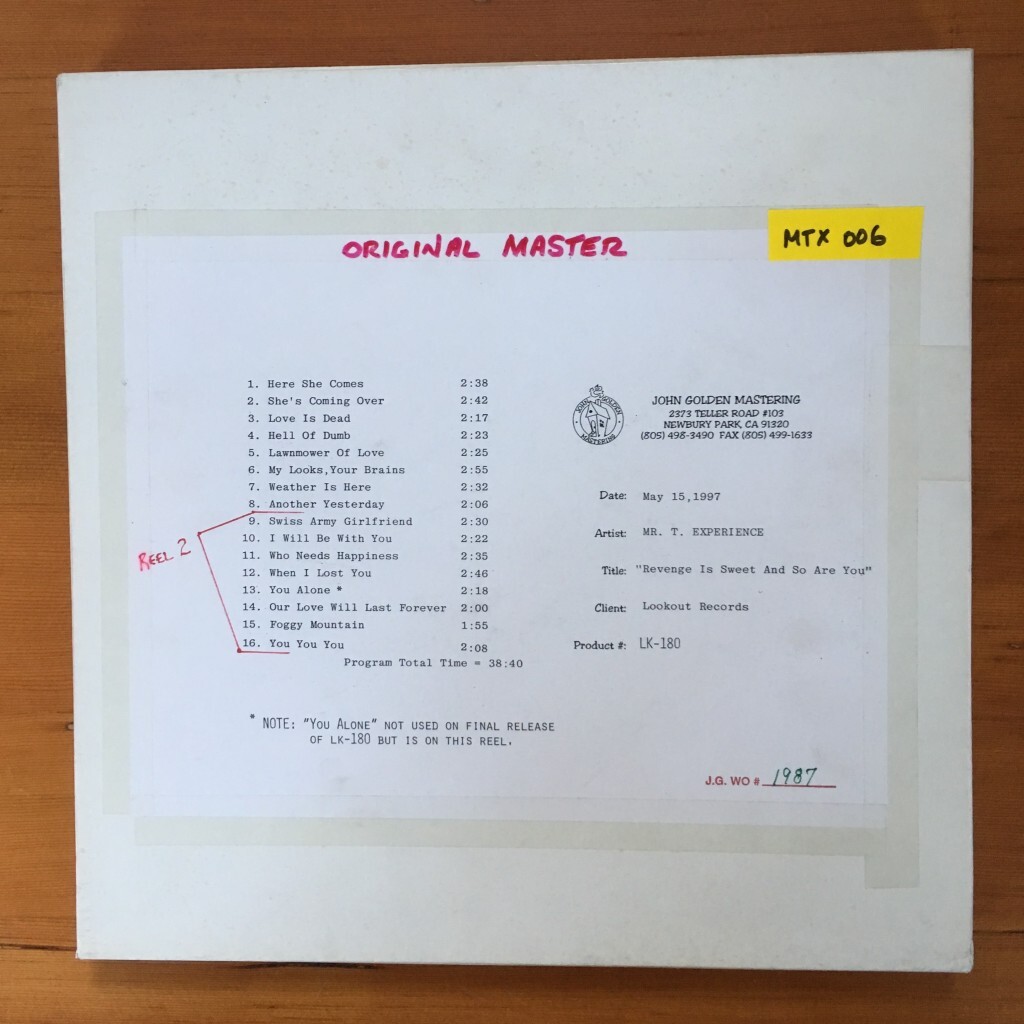 ORIGINAL MASTER
MTX 006
1. Here She Comes 2:38
2. She's Coming Over 2:42
3. Love Is Dead 2:17
4. Hell Of Dumb 2:23
5. Lawnmower Of Love 2:25
6. My Looks,Your Brains 2:55
7. Weather Is Here 2:32
8. Another Yesterday 2:06
9. Swiss Army Girlfriend 2:30
10. I Will Be With You 2:22
11. Who Needs Happiness 2:35
12. When I Lost You 2:46
13. You Alone * 2:18
14. Our Love Will Last Forever 2:00
15. Foggy Mountain 1:55
16. You You You 2:08
Program Total Time = 38:40
REEL 2
* NOTE: "YOU ALONE" NOT USED ON FINAL RELEASE
OF LK-180 BUT IS ON THIS REEL.
JOHN GOLDEN
MASTERING
JOHN GOLDEN MASTERING
2373 TELLER ROAD #103
NEWBURY PARK, CA 91320
(805) 498-3490 FAX (805) 499-1633
Date: May 15,1997
Artist: MR. T. EXPERIENCE
Title: "Revenge Is Sweet And So Are You"
Client: Lookout Records
Product #: LK-180
J.G. WO # 1987